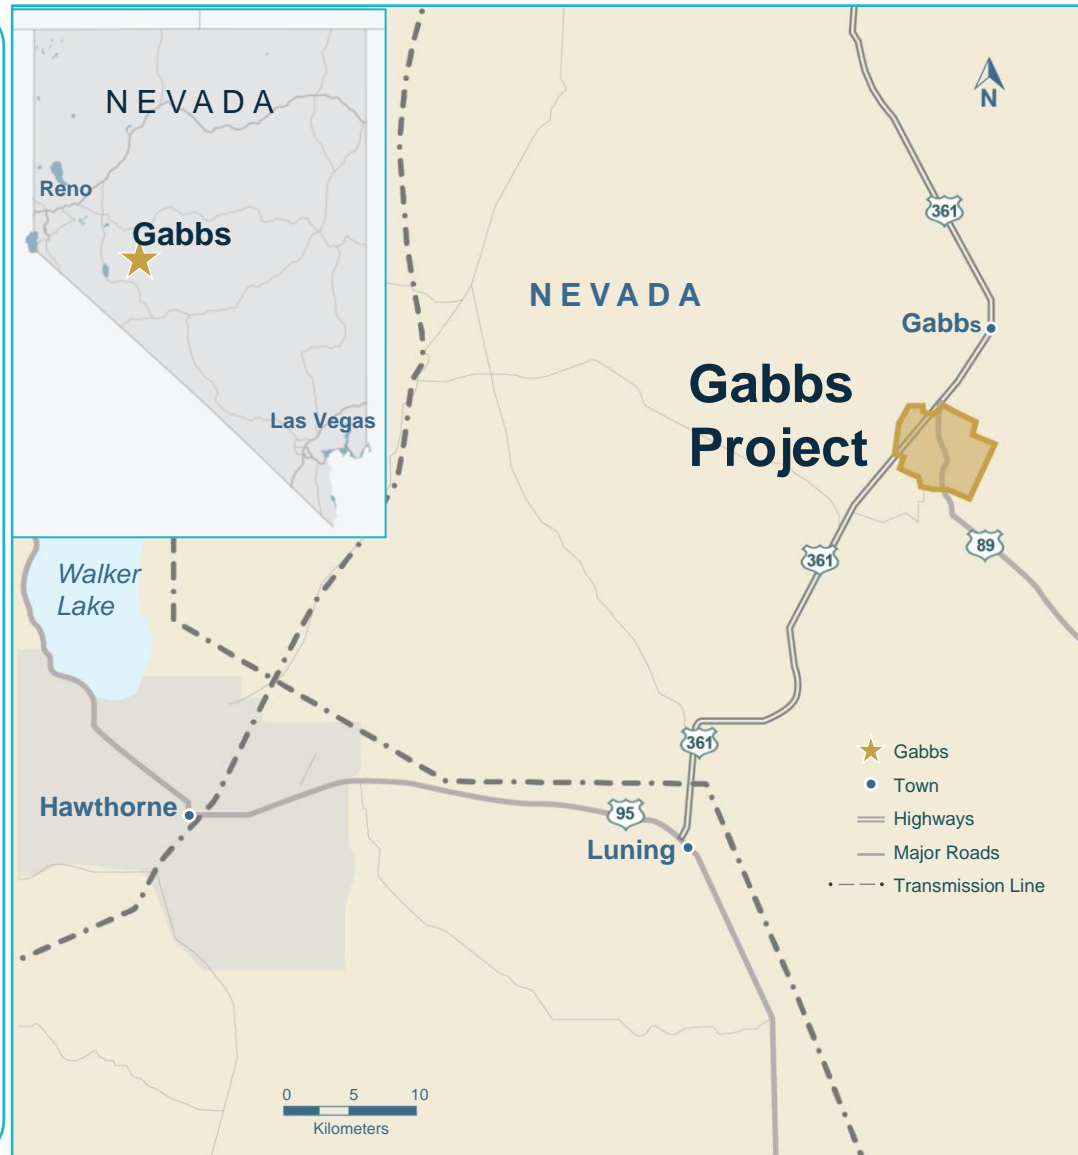 NEVADA
Reno
Gabbs
Las Vegas
N
361
NEVADA
Gabbs
Gabbs
Project
361
89
Walker
Lake
361
Gabbs
Town
Hawthorne
95
Highways
Luning
Major Roads
Transmission Line
0 5 10
Kilometers